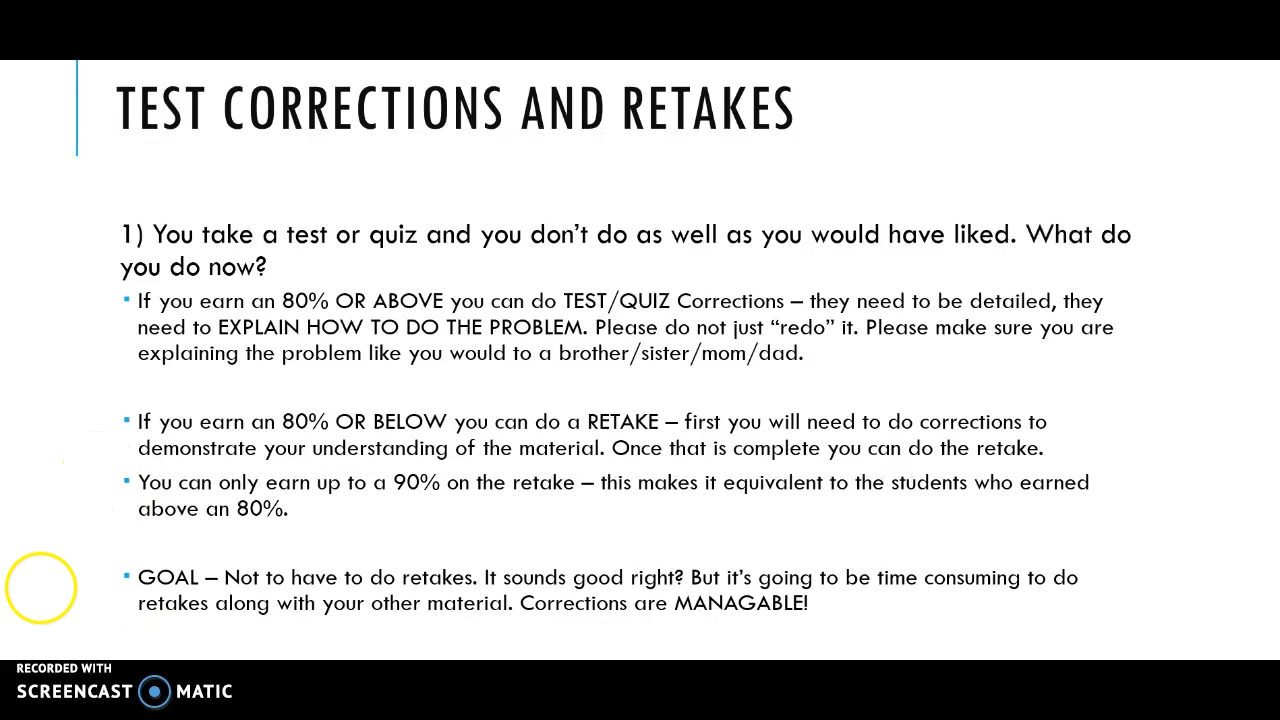 TEST CORRECTIONS AND RETAKES
1) You take a test or quiz and you don't do as well as you would have liked. What do
you do now?
▪ If you earn an 80% OR ABOVE you can do TEST/QUIZ Corrections – they need to be detailed, they
need to EXPLAIN HOW TO DO THE PROBLEM. Please do not just “redo” it. Please make sure you are
explaining the problem like you would to a brother/sister/mom/dad.
▪ If you earn an 80% OR BELOW you can do a RETAKE – first you will need to do corrections to
demonstrate your understanding of the material. Once that is complete you can do the retake.
▪ You can only earn up to a 90% on the retake – this makes it equivalent to the students who earned
above an 80%.
▪ GOAL – Not to have to do retakes. It sounds good right? But it's going to be time consuming to do
retakes along with your other material. Corrections are MANAGABLE!
RECORDED WITH
SCREENCAST MATIC